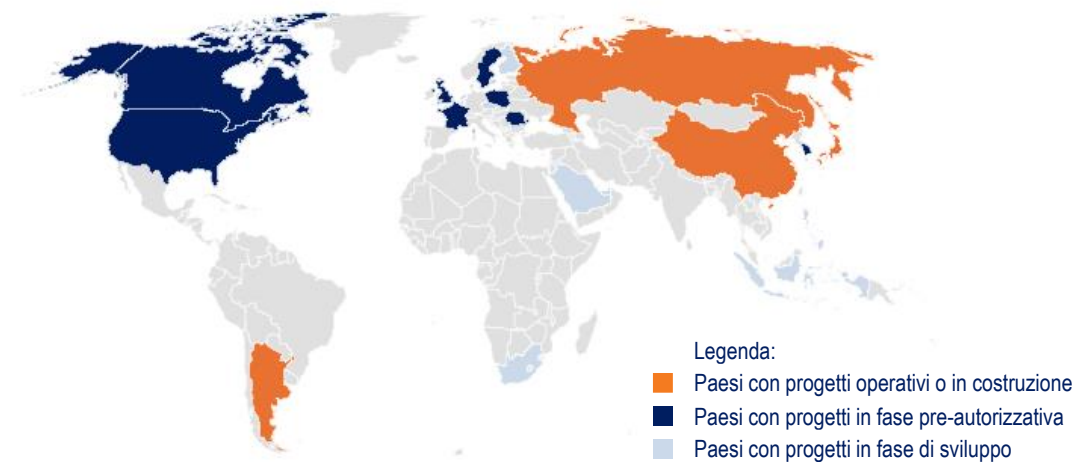 Legenda:
Paesi con progetti operativi o in costruzione
Paesi con progetti in fase pre-autorizzativa
Paesi con progetti in fase di sviluppo